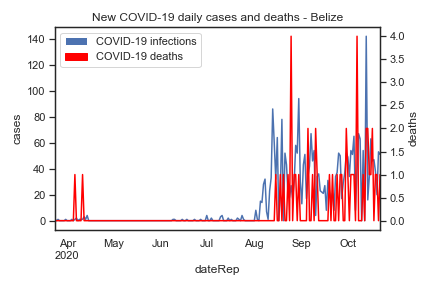 New COVID-19 daily cases and deaths - Belize
COVID-19 infections
COVID-19 deaths
140
120
100
80
60
40
20
0
cases
4.0
3.5
3.0
2.5
2.0
1.5
1.0
0.5
0.0
deaths
Apr May Jun Jul Aug Sep Oct
2020
dateRep